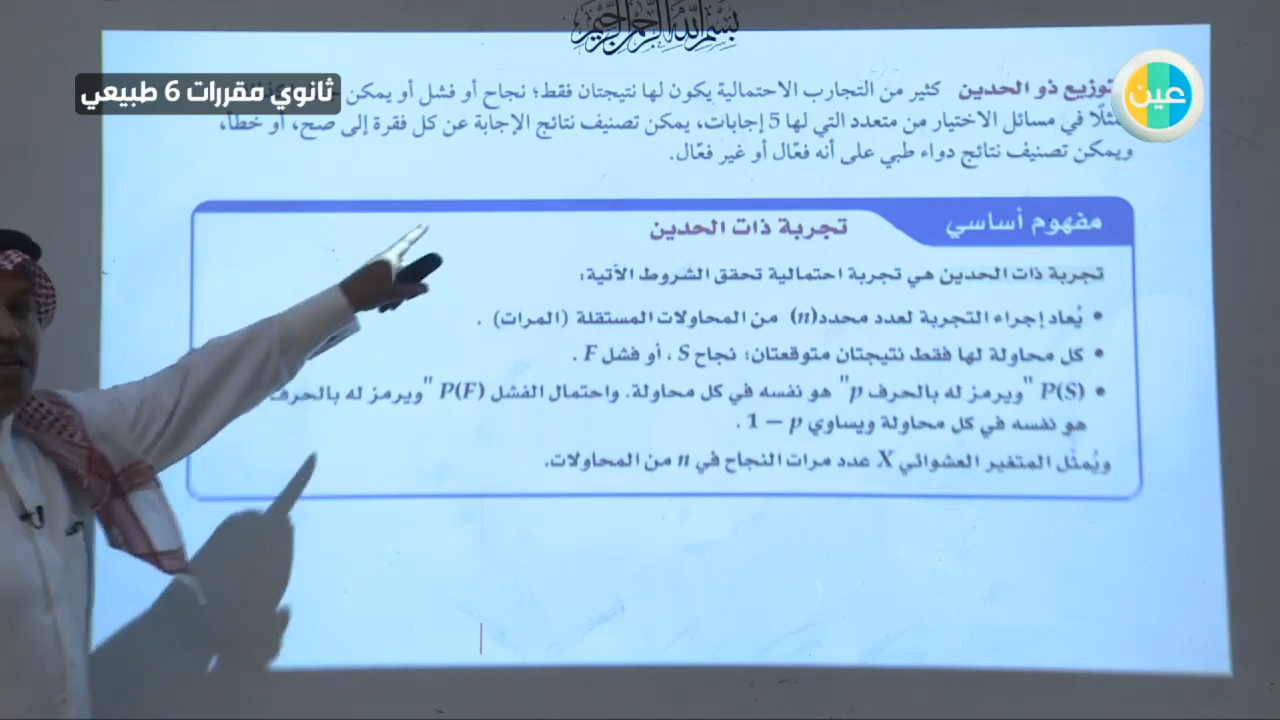 بسم الله الرحمن الرحيم
ثانوي مقررات 6 طبيعي
عين
توزيع ذو الحدين كثير من التجارب الاحتمالية يكون لها نتيجتان فقط؛ نجاح أو فشل أو يمكن
مثلًا في مسائل الاختيار من متعدد التي لها 5 إجابات، يمكن تصنيف نتائج الإجابة عن كل فقرة إلى صح، أو خطأ،
ويمكن تصنيف نتائج دواء طبي على أنه فعّال أو غير فعّال.
مفهوم أساسي
تجربة ذات الحدين
تجربة ذات الحدين هي تجربة احتمالية تحقق الشروط الآتية:
• يُعاد إجراء التجربة لعدد محدد(n) من المحاولات المستقلة (المرات) .
• كل محاولة لها فقط نتيجتان متوقعتان؛ نجاح S ، أو فشل F .
• P(S) "ويرمز له بالحرف p" هو نفسه في كل محاولة. واحتمال الفشل P(F) "ويرمز له بالحرف
هو نفسه في كل محاولة ويساوي 1 − p .
ويُمثّل المتغير العشوائي X عدد مرات النجاح في n من المحاولات.